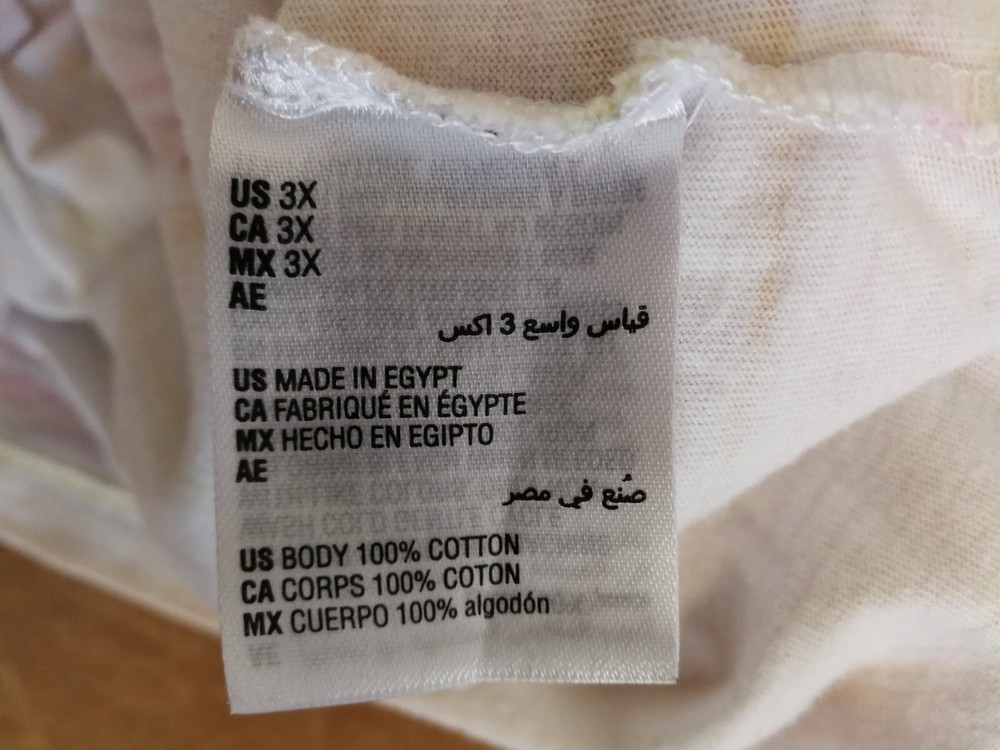 US 3X
CA 3X
MX 3X
AE
قياس واسع 3 اكس
US MADE IN EGYPT
CA FABRIQUÉ EN ÉGYPTE
MX HECHO EN EGIPTO
AE
صُنع في مصر
US BODY 100% COTTON
CA CORPS 100% COTON
MX CUERPO 100% algodón